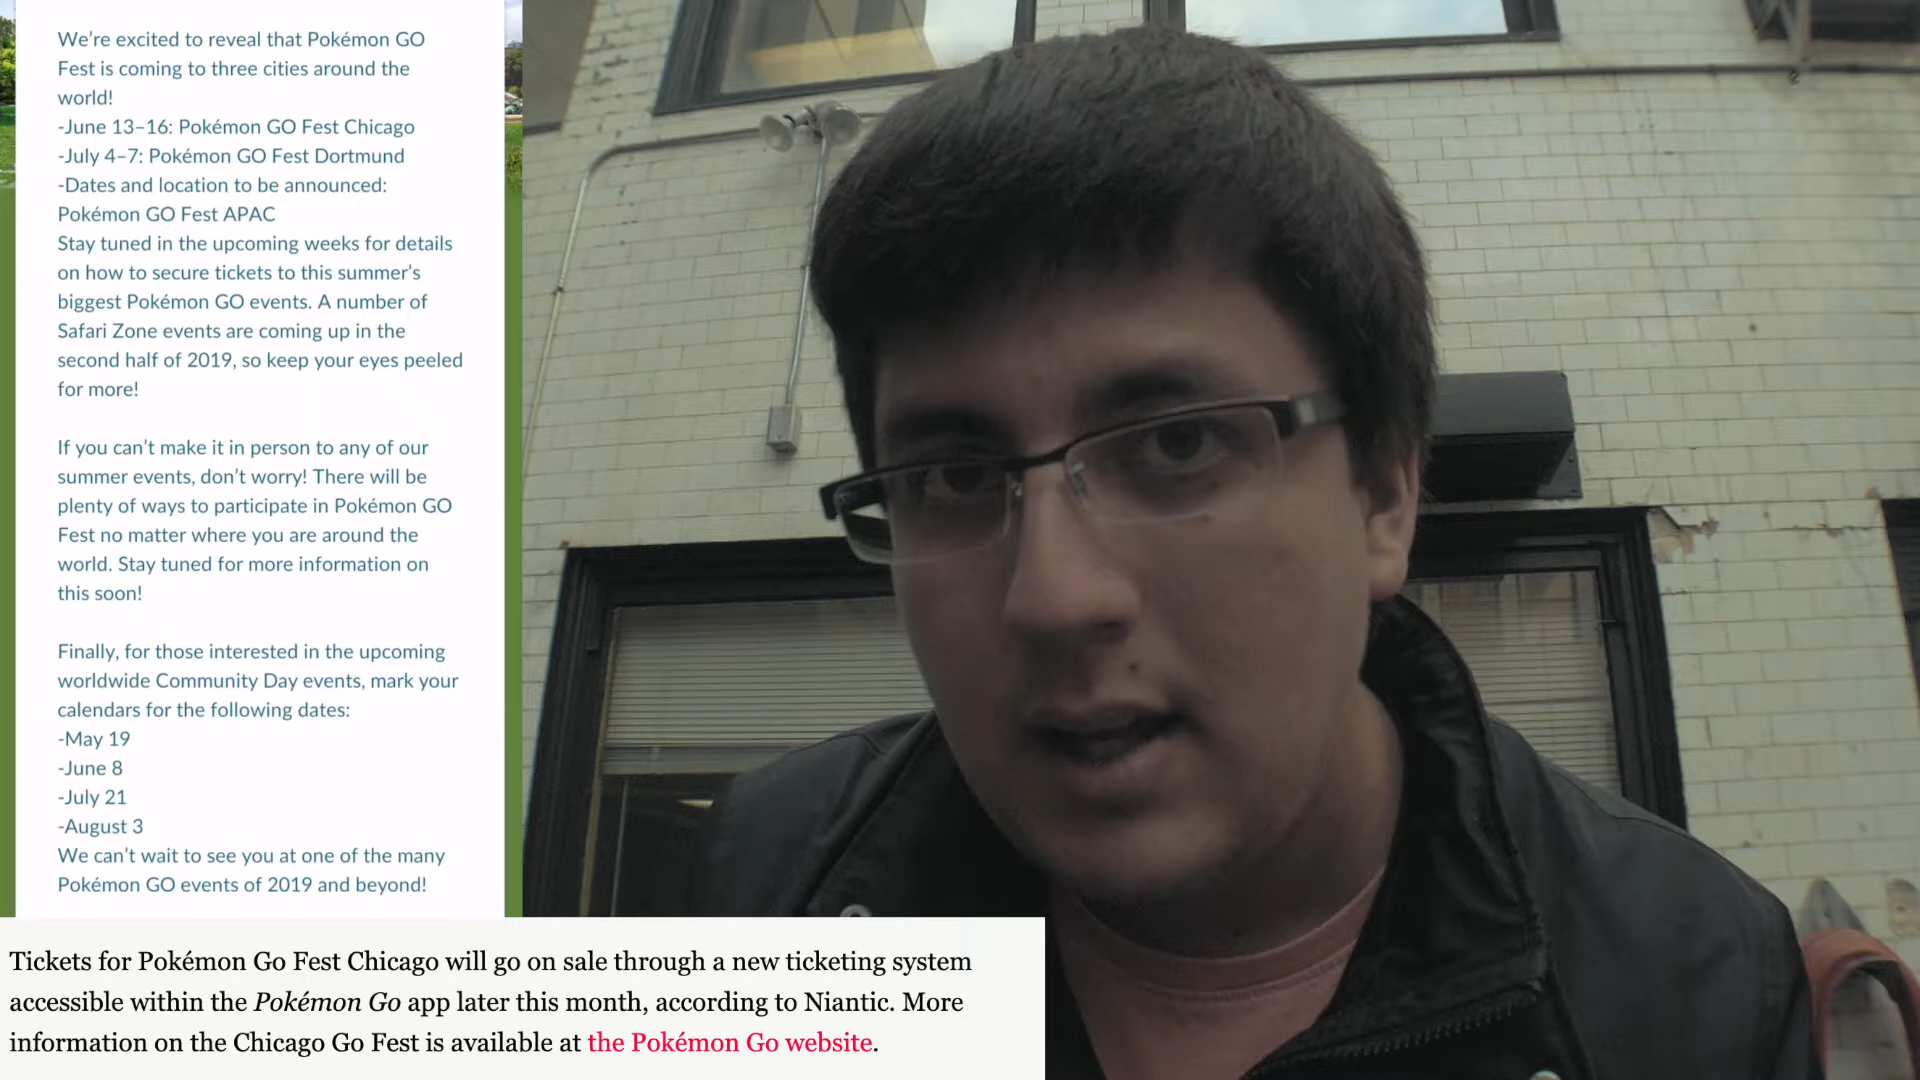 We’re excited to reveal that Pokémon GO
Fest is coming to three cities around the
world!
-June 13–16: Pokémon GO Fest Chicago
-July 4–7: Pokémon GO Fest Dortmund
-Dates and location to be announced:
Pokémon GO Fest APAC
Stay tuned in the upcoming weeks for details
on how to secure tickets to this summer’s
biggest Pokémon GO events. A number of
Safari Zone events are coming up in the
second half of 2019, so keep your eyes peeled
for more!
If you can’t make it in person to any of our
summer events, don’t worry! There will be
plenty of ways to participate in Pokémon GO
Fest no matter where you are around the
world. Stay tuned for more information on
this soon!
Finally, for those interested in the upcoming
worldwide Community Day events, mark your
calendars for the following dates:
-May 19
-June 8
-July 21
-August 3
We can’t wait to see you at one of the many
Pokémon GO events of 2019 and beyond!
Tickets for Pokémon Go Fest Chicago will go on sale through a new ticketing system
accessible within the Pokémon Go app later this month, according to Niantic. More
information on the Chicago Go Fest is available at the Pokémon Go website.